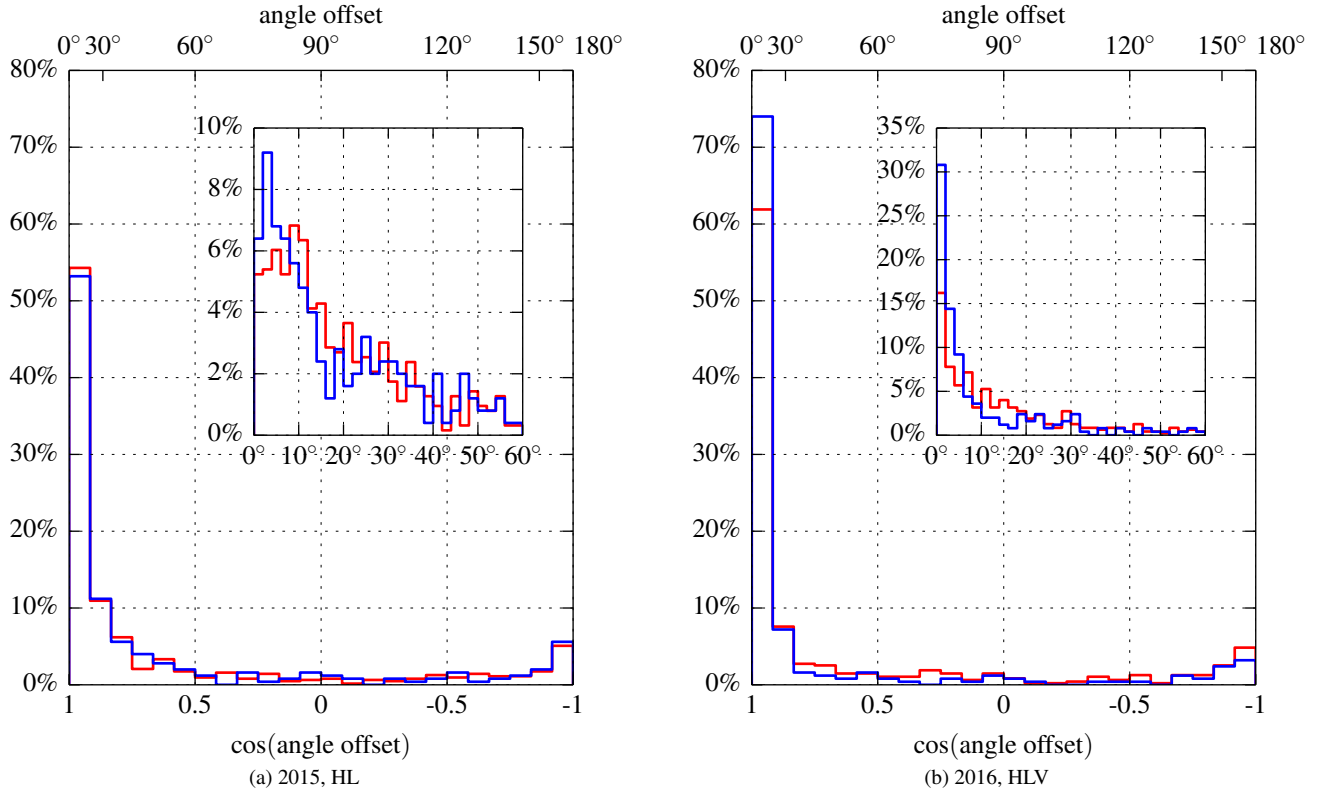 angle offset
0° 30° 60° 90° 120° 150° 180°
80%
70%
60%
50%
40%
30%
20%
10%
0%
1 0.5 0 -0.5 -1
cos(angle offset)
(a) 2015, HL
10%
8%
6%
4%
2%
0%
0° 10° 20° 30° 40° 50° 60°
angle offset
0° 30° 60° 90° 120° 150° 180°
80%
70%
60%
50%
40%
30%
20%
10%
0%
1 0.5 0 -0.5 -1
cos(angle offset)
(b) 2016, HLV
35%
30%
25%
20%
15%
10%
5%
0%
0° 10° 20° 30° 40° 50° 60°